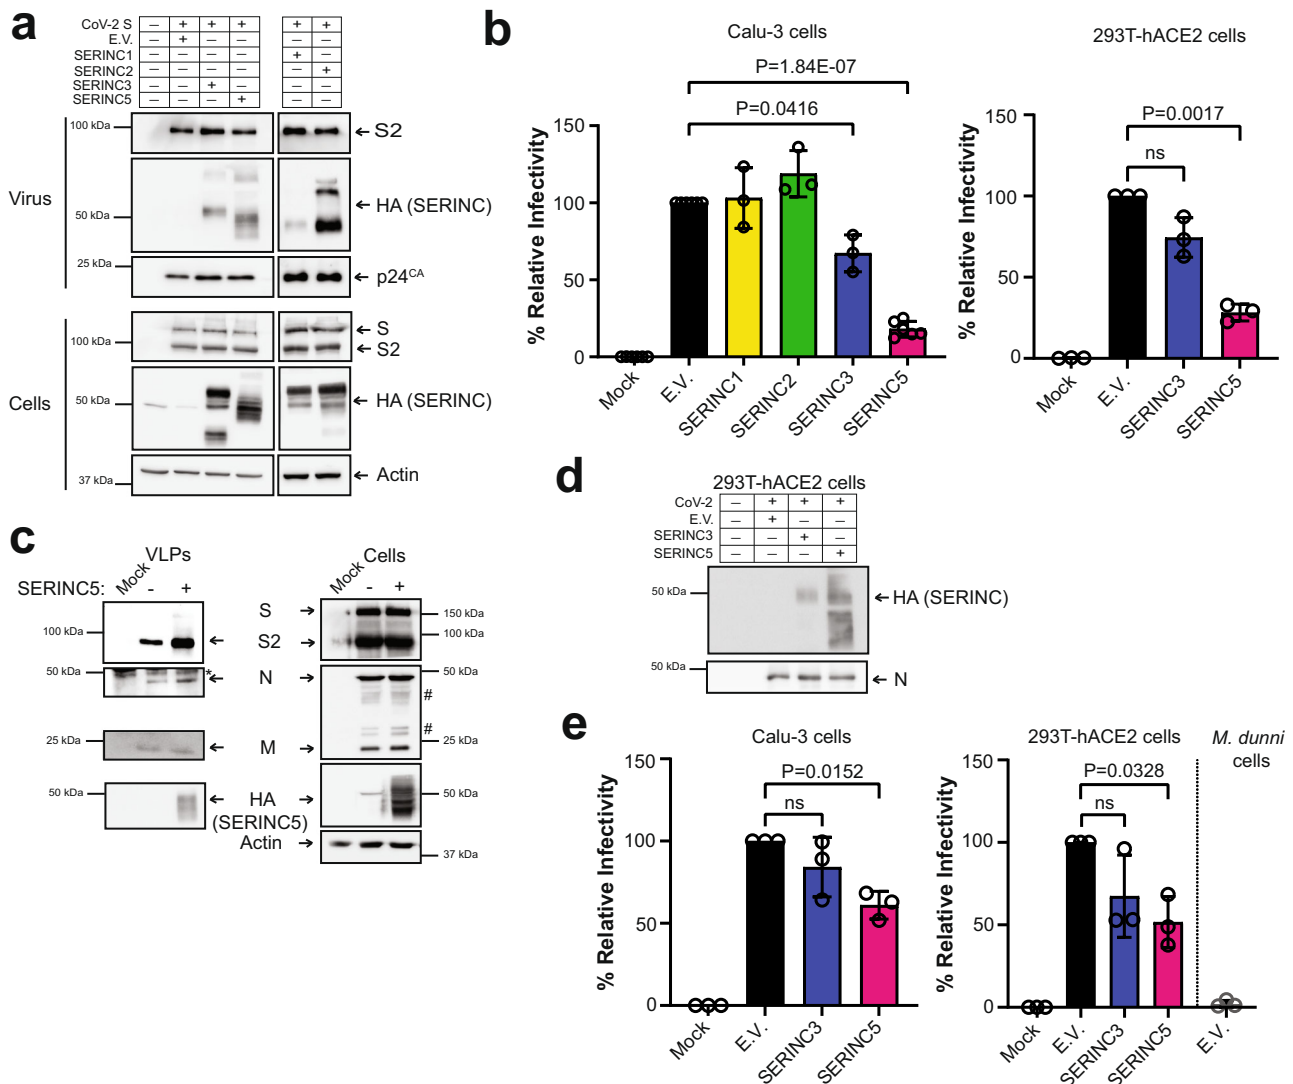 a
CoV-2 S – + + + + +
E.V. – + – – – –
SERINC1 – – – – + –
SERINC2 – – – – – +
SERINC3 – – + – – –
SERINC5 – – – + – –
Virus
100 kDa
S2
50 kDa
HA (SERINC)
25 kDa
p24CA
Cells
100 kDa
S
S2
50 kDa
HA (SERINC)
37 kDa
Actin
b
Calu-3 cells
P=1.84E-07
P=0.0416
% Relative Infectivity
150
100
50
0
Mock
E.V.
SERINC1
SERINC2
SERINC3
SERINC5
293T-hACE2 cells
P=0.0017
ns
% Relative Infectivity
150
100
50
0
Mock
E.V.
SERINC3
SERINC5
c
VLPs
Cells
SERINC5: Mock - + Mock - +
100 kDa
S
S2
150 kDa
100 kDa
50 kDa
*
N
50 kDa
#
#
25 kDa
M
25 kDa
50 kDa
HA
(SERINC5)
50 kDa
Actin
37 kDa
d
293T-hACE2 cells
CoV-2 – + + +
E.V. – + – –
SERINC3 – – + –
SERINC5 – – – +
50 kDa
HA (SERINC)
50 kDa
N
e
Calu-3 cells
P=0.0152
ns
% Relative Infectivity
150
100
50
0
Mock
E.V.
SERINC3
SERINC5
293T-hACE2 cells
M. dunni
cells
P=0.0328
ns
% Relative Infectivity
150
100
50
0
Mock
E.V.
SERINC3
SERINC5
E.V.